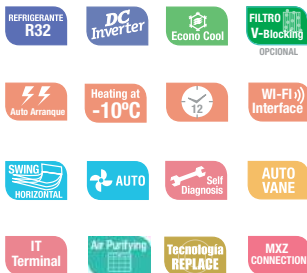 REFRIGERANTE
R32
DC
Inverter
Econo Cool
FILTRO
V-Blocking
OPCIONAL
Auto Arranque
Heating at
-10ºC
12
WI-FI
Interface
SWING
HORIZONTAL
AUTO
Self
Diagnosis
AUTO
VANE
IT
Terminal
Air Purifying
Tecnología
REPLACE
MXZ
CONNECTION